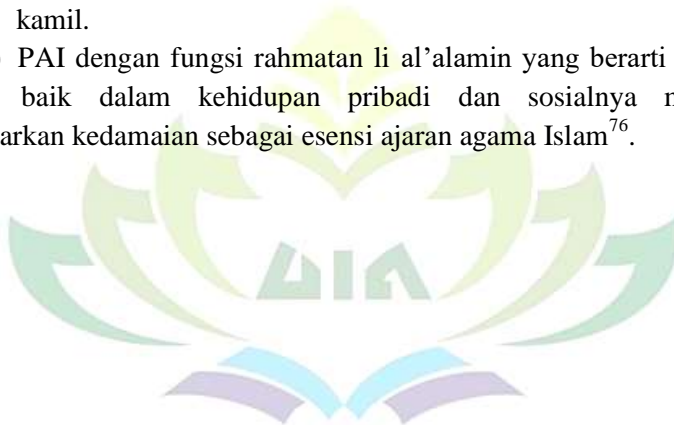 kamil.
PAI dengan fungsi rahmatan li al’alamin yang berarti
baik dalam kehidupan pribadi dan sosialnya
arkan kedamaian sebagai esensi ajaran agama Islam76.
UIN